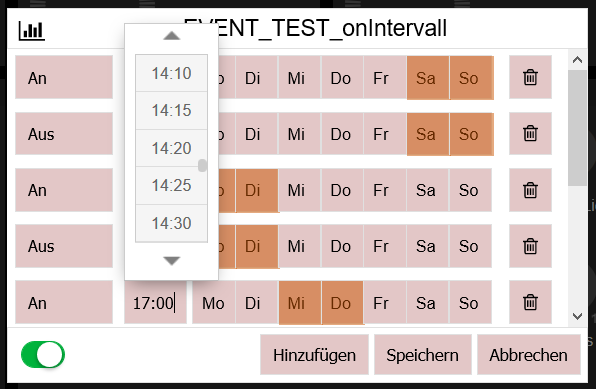 EVENT_TEST_onIntervall
An 14:10 Di Mi Do Fr Sa So
14:15
Aus Di Mi Do Fr Sa So
14:20
An 14:25 Di Mi Do Fr Sa So
14:30
Aus Di Mi Do Fr Sa So
An 17:00 Mo Di Mi Do Fr Sa So
Hinzufügen Speichern Abbrechen